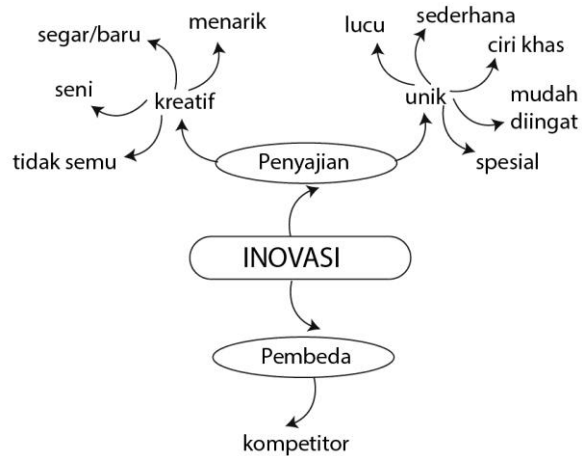 menarik
segar/baru
seni
kreatif
tidak semu
lucu
sederhana
ciri khas
unik
mudah
diingat
spesial
Penyajian
INOVASI
Pembeda
kompetitor